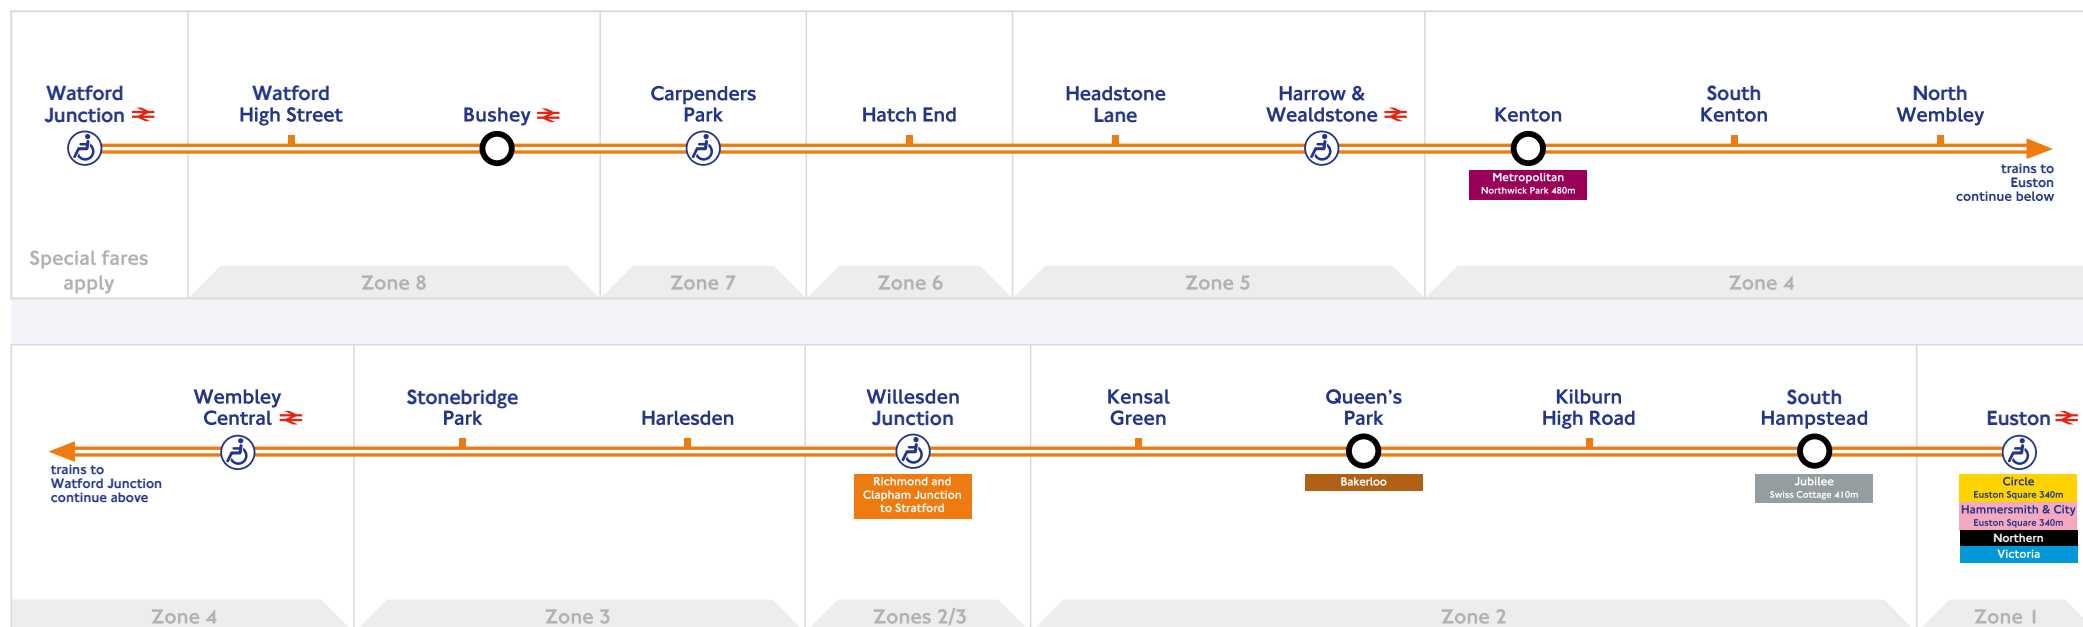 Watford
Junction
Watford
High Street
Bushey
Carpenders
Park
Hatch End
Headstone
Lane
Harrow &
Wealdstone
Kenton
South
Kenton
North
Wembley
Metropolitan
Northwick Park 480m
trains to
Euston
continue below
Special fares
apply
Zone 8
Zone 7
Zone 6
Zone 5
Zone 4
Wembley
Central
Stonebridge
Park
Harlesden
Willesden
Junction
Kensal
Green
Queen's
Park
Kilburn
High Road
South
Hampstead
Euston
trains to
Watford Junction
continue above
Richmond and
Clapham Junction
to Stratford
Bakerloo
Jubilee
Swiss Cottage 410m
Circle
Euston Square 340m
Hammersmith & City
Euston Square 340m
Northern
Victoria
Zone 4
Zone 3
Zones 2/3
Zone 2
Zone 1